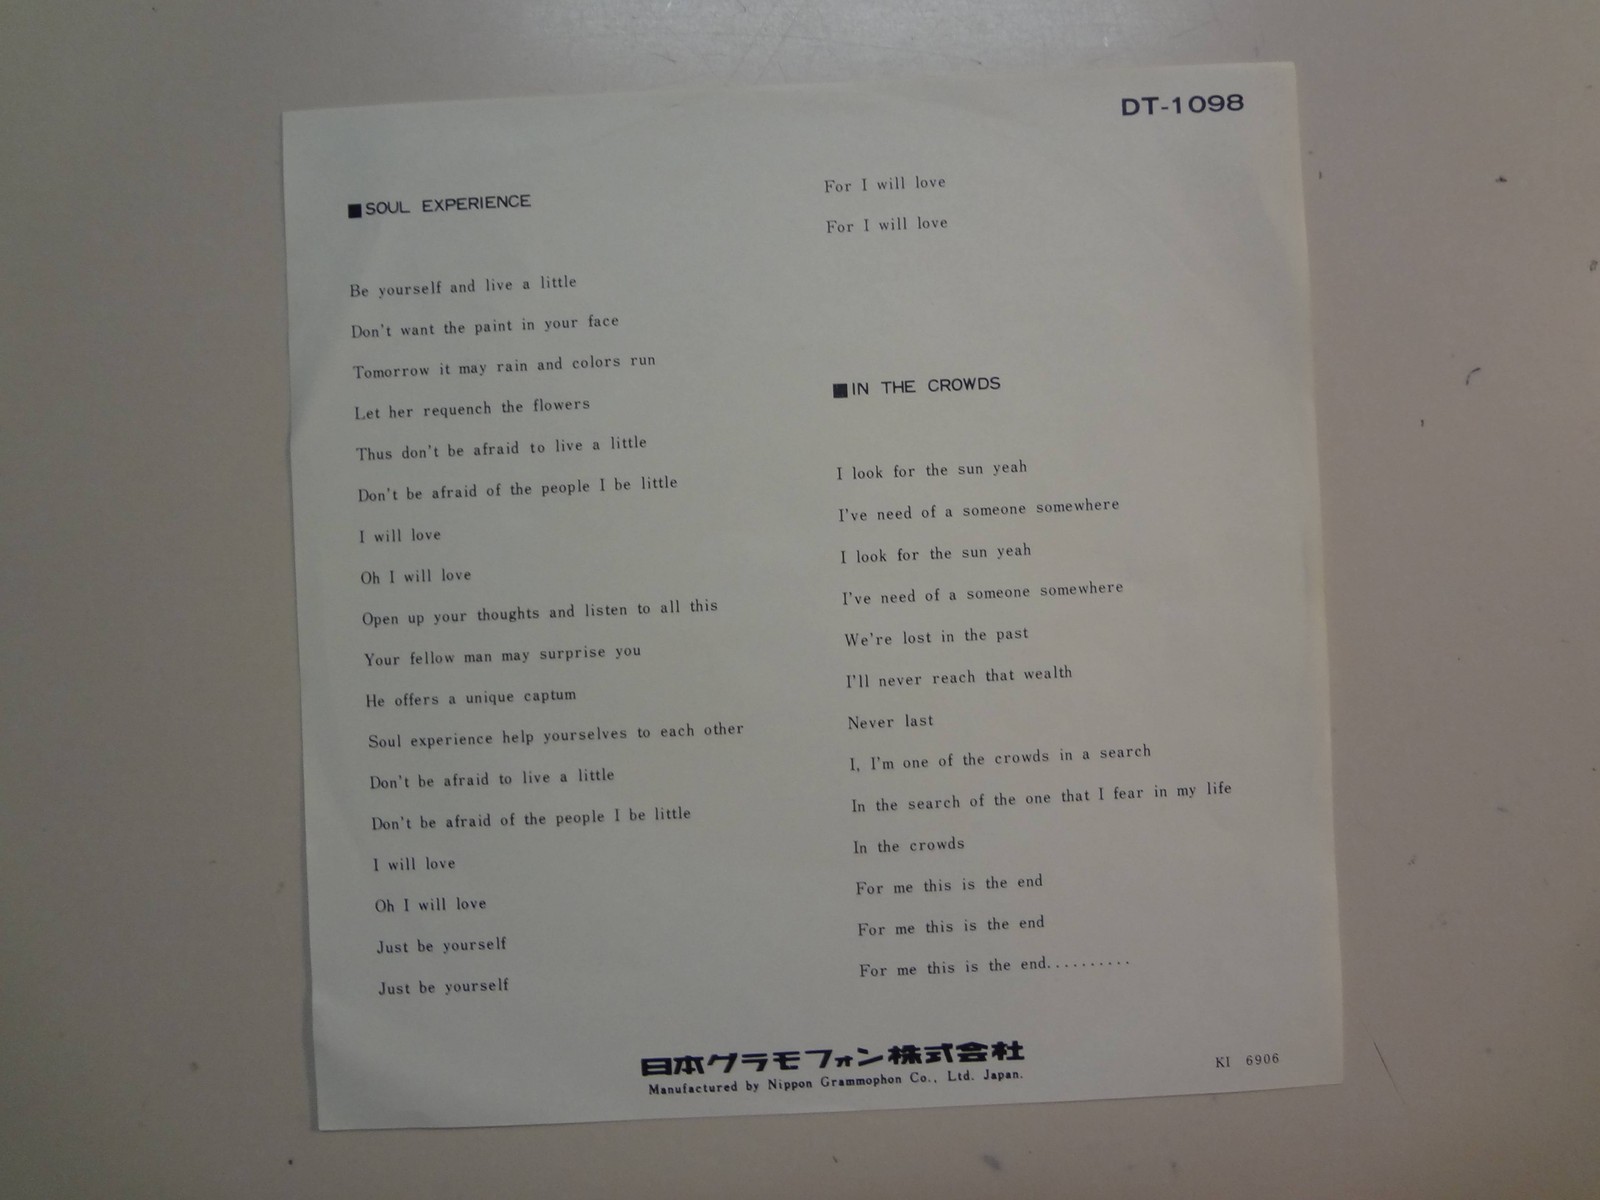 DT-1098
■SOUL EXPERIENCE
Be yourself and live a little
Don't want the paint in your face
Tomorrow it may rain and colors run
Let her requench the flowers
Thus don't be afraid to live a little
Don't be afraid of the people I be little
I will love
Oh I will love
Open up your thoughts and listen to all this
Your fellow man may surprise you
He offers a unique captum
Soul experience help yourselves to each other
Don't be afraid to live a little
Don't be afraid of the people I be little
I will love
Oh I will love
Just be yourself
Just be yourself
For I will love
For I will love
■IN THE CROWDS
I look for the sun yeah
I've need of a someone somewhere
I look for the sun yeah
I've need of a someone somewhere
We're lost in the past
I'll never reach that wealth
Never last
I, I'm one of the crowds in a search
In the search of the one that I fear in my life
In the crowds
For me this is the end
For me this is the end
For me this is the end..........
日本グラモフォン株式会社
Manufactured by Nippon Grammophon Co., Ltd. Japan.
KI 6906